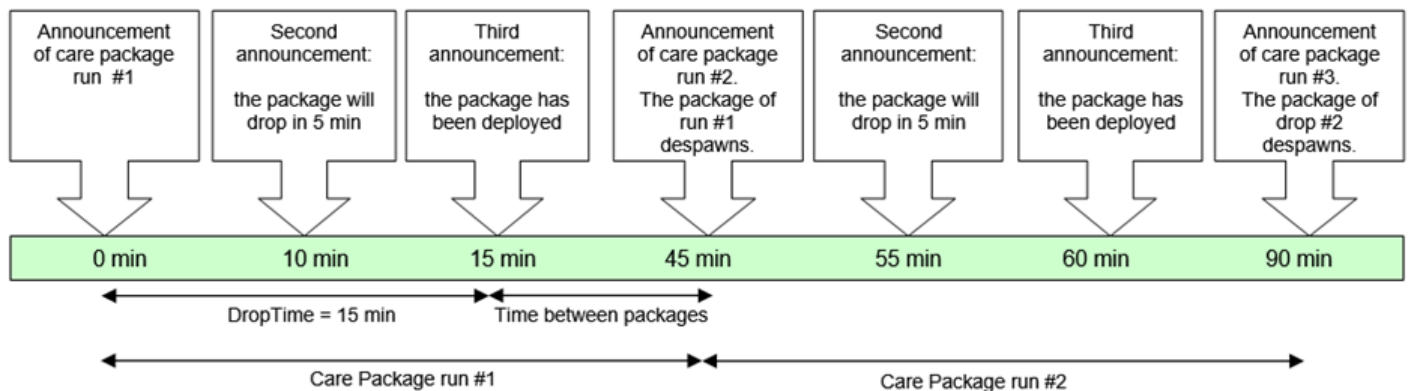 Announcement
of care package
run #1
Second
announcement:
the package will
drop in 5 min
Third
announcement:
the package has
been deployed
Announcement
of care package
run #2.
The package of
run #1
despawns.
Second
announcement:
the package will
drop in 5 min
Third
announcement:
the package has
been deployed
Announcement
of care package
run #3.
The package of
drop #2
despawns.
0 min
10 min
15 min
45 min
55 min
60 min
90 min
DropTime = 15 min
Time between packages
Care Package run #1
Care Package run #2